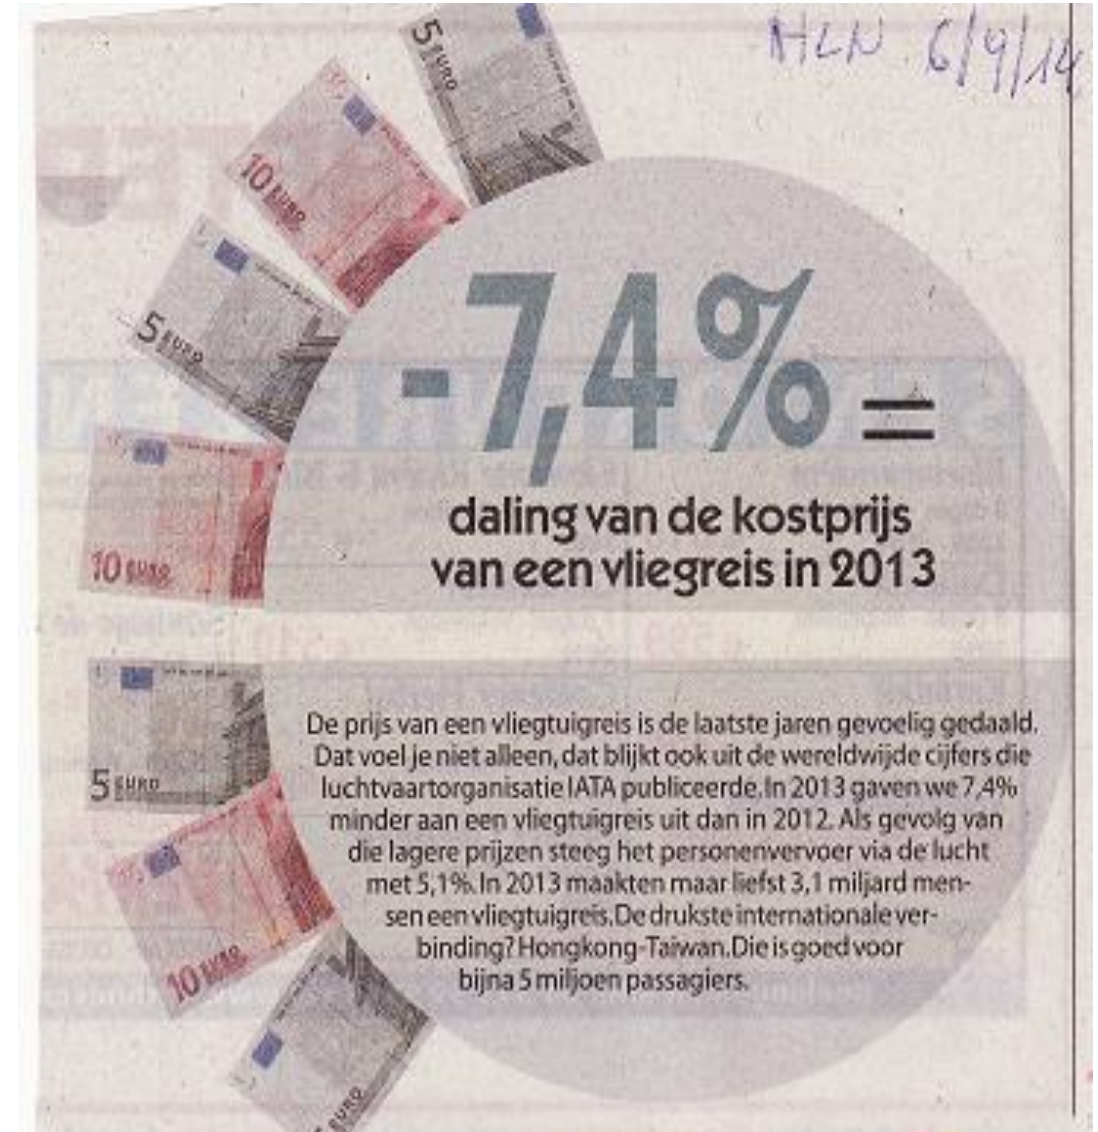 HLN 6/9/14
5 EURO
10 EURO
5 EURO
10 EURO
5 EURO
10 EURO
EURO
-7,4% =
daling van de kostprijs
van een vliegreis in 2013
De prijs van een vliegtuigreis is de laatste jaren gevoelig gedaald.
Dat voel je niet alleen, dat blijkt ook uit de wereldwijde cijfers die
luchtvaartorganisatie IATA publiceerde. In 2013 gaven we 7,4%
minder aan een vliegtuigreis uit dan in 2012. Als gevolg van
die lagere prijzen steeg het personenvervoer via de lucht
met 5,1%. In 2013 maakten maar liefst 3,1 miljard men-
sen een vliegtuigreis. De drukste internationale ver-
binding? Hongkong-Taiwan. Die is goed voor
bijna 5 miljoen passagiers.